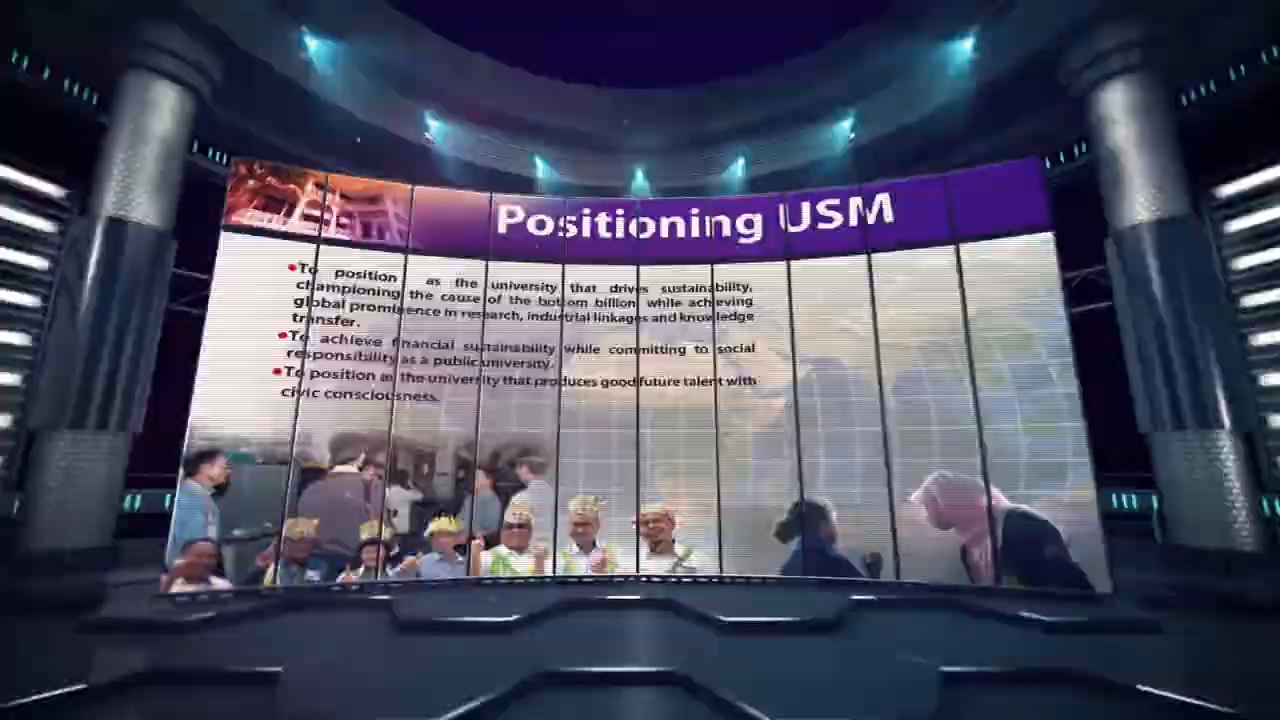 Positioning USM
•To position as the university that drives sustainability,
championing the cause of the bottom billion while achieving
global prominence in research, industrial linkages and knowledge
transfer.
•To achieve financial sustainability while committing to social
responsibility as a public university.
•To position as the university that produces good future talent with
civic consciousness.